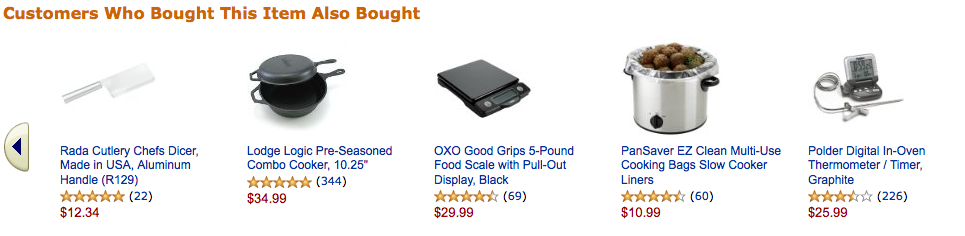 Customers Who Bought This Item Also Bought
Rada Cutlery Chefs Dicer,
Made in USA, Aluminum
Handle (R129)
(22)
$12.34
Lodge Logic Pre-Seasoned
Combo Cooker, 10.25"
(344)
$34.99
OXO Good Grips 5-Pound
Food Scale with Pull-Out
Display, Black
(69)
$29.99
PanSaver EZ Clean Multi-Use
Cooking Bags Slow Cooker
Liners
(60)
$10.99
Polder Digital In-Oven
Thermometer / Timer,
Graphite
(226)
$25.99